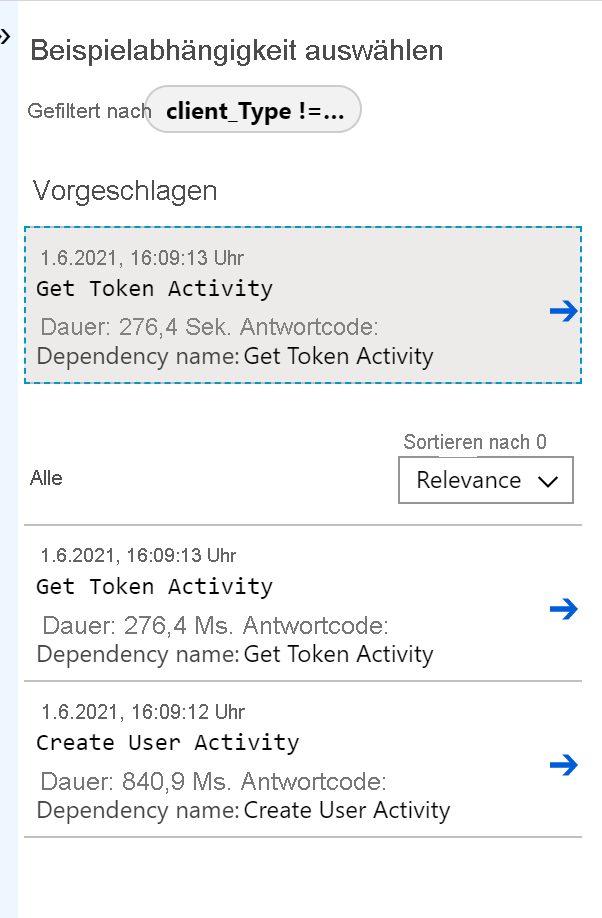 »
Beispielabhängigkeit auswählen
Gefiltert nach client_Type !=...
Vorgeschlagen
1.6.2021, 16:09:13 Uhr
Get Token Activity
Dauer: 276,4 Sek. Antwortcode:
Dependency name: Get Token Activity
Sortieren nach 0
Alle
Relevance
1.6.2021, 16:09:13 Uhr
Get Token Activity
Dauer: 276,4 Ms. Antwortcode:
Dependency name: Get Token Activity
1.6.2021, 16:09:12 Uhr
Create User Activity
Dauer: 840,9 Ms. Antwortcode:
Dependency name: Create User Activity